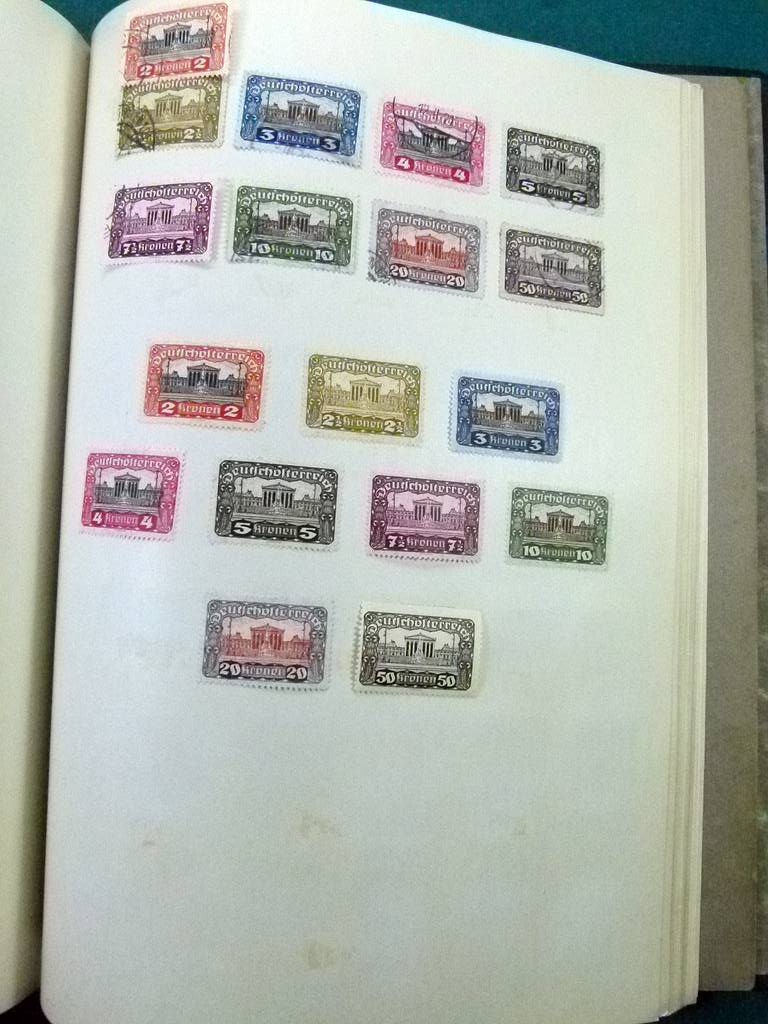 Deutschösterreich
2 Kronen 2
Deutschösterreich
Kronen 2½
Deutschösterreich
3 Kronen 3
Deutschösterreich
4 Kronen 4
Deutschösterreich
5 Kronen 5
Deutschösterreich
7½ Kronen 7½
Deutschösterreich
10 Kronen 10
Deutschösterreich
20 Kronen 20
Deutschösterreich
50 Kronen 50
Deutschösterreich
2 Kronen 2
Deutschösterreich
2½ Kronen 2½
Deutschösterreich
3 Kronen 3
Deutschösterreich
4 Kronen 4
Deutschösterreich
5 Kronen 5
Deutschösterreich
7½ Kronen 7½
Deutschösterreich
10 Kronen 10
Deutschösterreich
20 Kronen 20
Deutschösterreich
50 Kronen 50